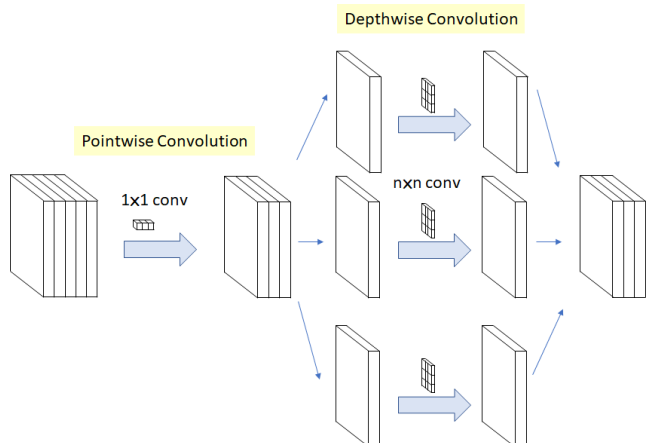 Depthwise Convolution
Pointwise Convolution
1x1 conv
nxn conv